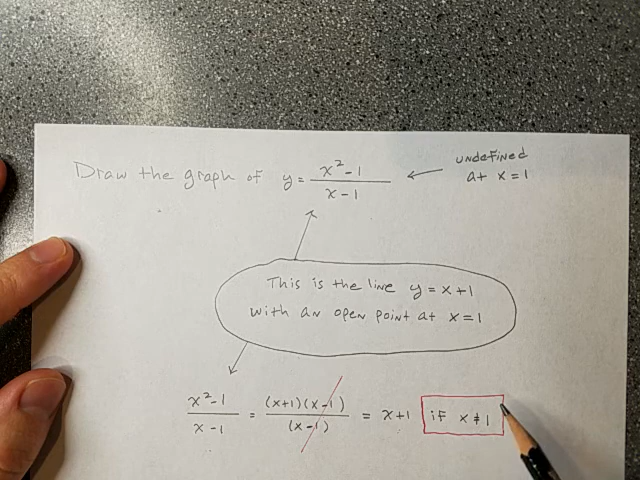 Draw the graph of y = x²-1 / x-1 ← undefined at x=1
This is the line y = x+1
with an open point at x=1
x²-1 / x-1 = (x+1)(x-1) / (x-1) = x+1 if x≠1